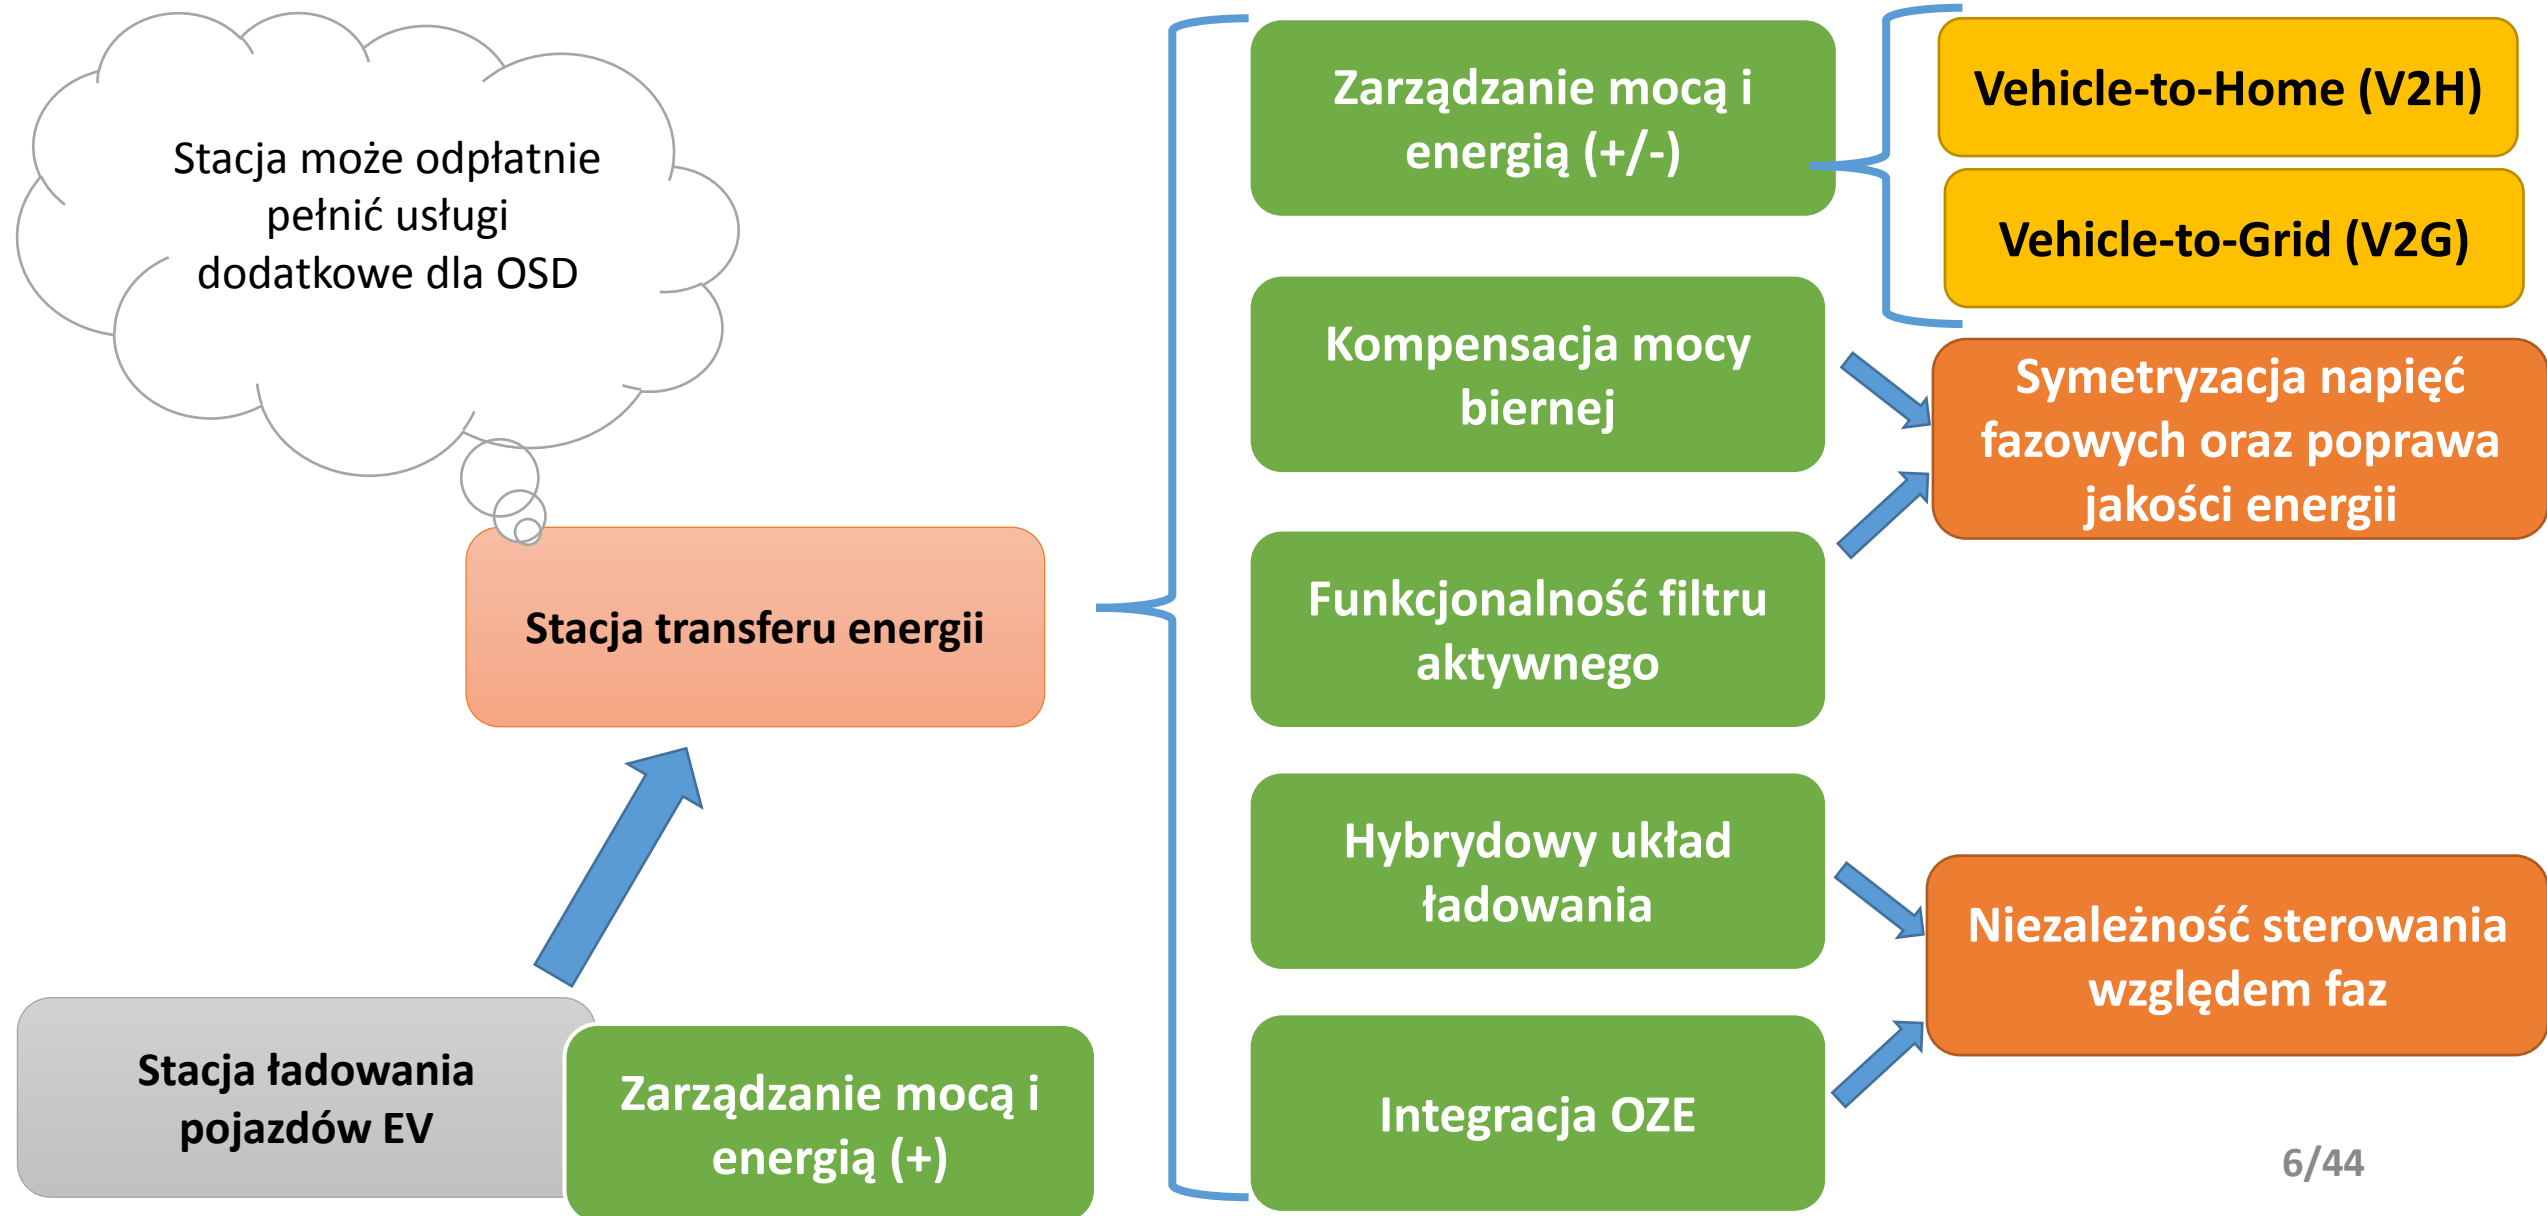 Stacja może odpłatnie
pełnić usługi
dodatkowe dla OSD
Stacja transferu energii
Stacja ładowania
pojazdów EV
Zarządzanie mocą i
energią (+)
Zarządzanie mocą i
energią (+/-)
Kompensacja mocy
biernej
Funkcjonalność filtru
aktywnego
Hybrydowy układ
ładowania
Integracja OZE
Vehicle-to-Home (V2H)
Vehicle-to-Grid (V2G)
Symetryzacja napięć
fazowych oraz poprawa
jakości energii
Niezależność sterowania
względem faz
6/44